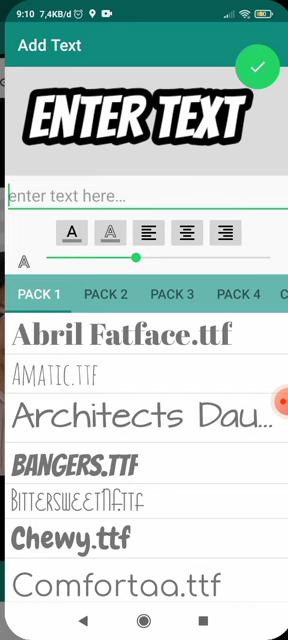 9:10 7,4KB/d
Add Text
ENTER TEXT
enter text here...
A A
A
PACK 1 PACK 2 PACK 3 PACK 4 C
Abril Fatface.ttf
Amatic.ttf
Architects Dau...
BANGERS.TTF
BittersweetNF.ttf
Chewy.ttf
Comfortaa.ttf